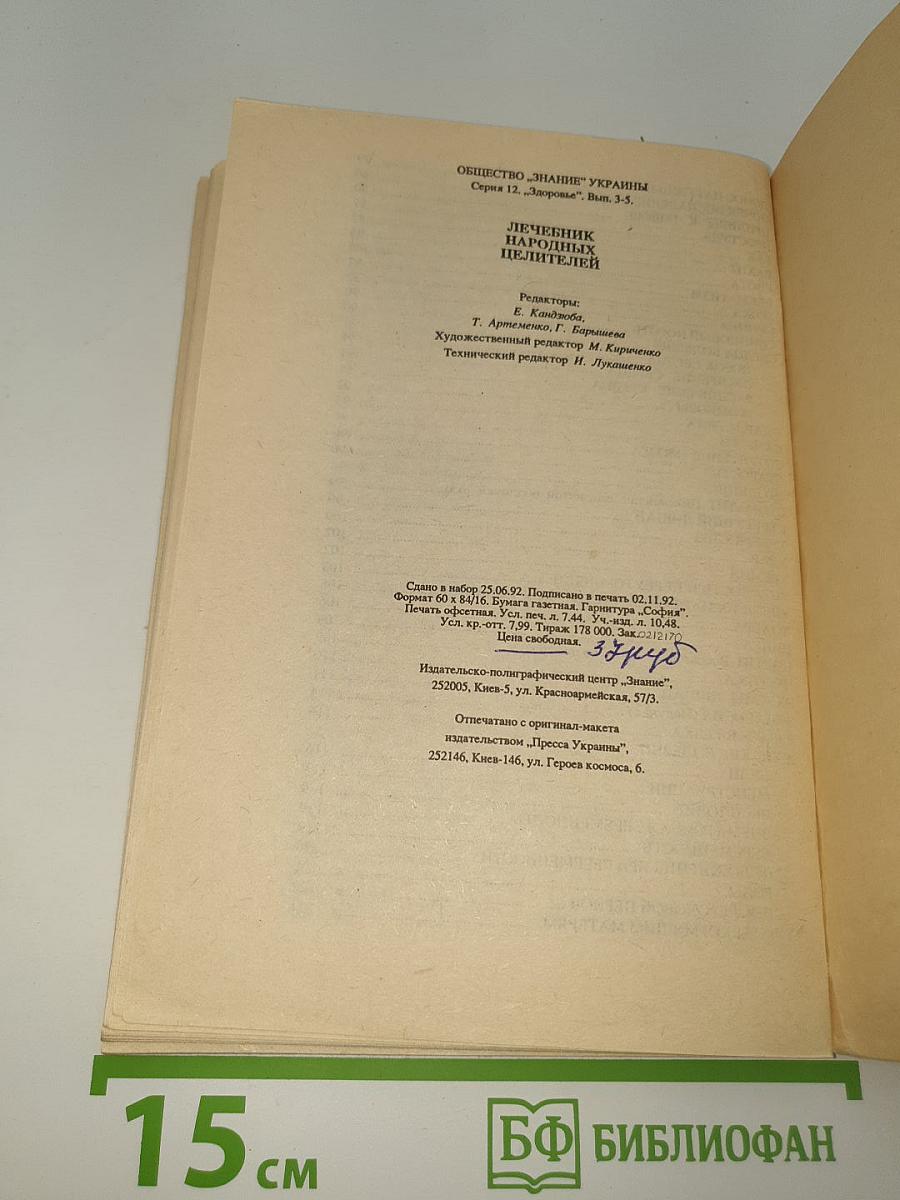 ОБЩЕСТВО „ЗНАНИЕ" УКРАИНЫ
Серия 12. „Здоровье". Вып. 3-5.
ЛЕЧЕБНИК
НАРОДНЫХ
ЦЕЛИТЕЛЕЙ
Редакторы:
Е. Кандзюба,
Т. Артеменко, Г. Барышева
Художественный редактор М. Кириченко
Технический редактор И. Лукашенко
Сдано в набор 25.06.92. Подписано в печать 02.11.92.
Формат 60 х 84/16. Бумага газетная. Гарнитура „София".
Печать офсетная. Усл. печ. л. 7.44. Уч.-изд. л. 10,48.
Усл. кр.-отт. 7,99. Тираж 178 000. Зак.0212170
Цена свободная. 37руб
Издательско-полиграфический центр „Знание",
252005, Киев-5, ул. Красноармейская, 57/3.
Отпечатано с оригинал-макета
издательством „Пресса Украины",
252146, Киев-146, ул. Героев космоса, 6.
15 см
БФ БИБЛИОФАН